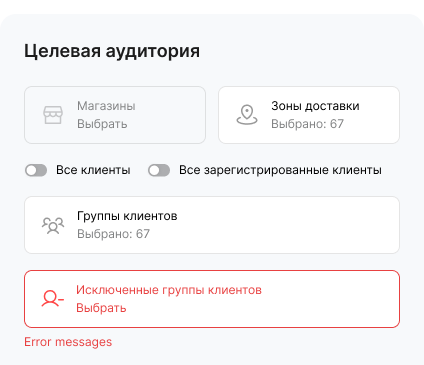 Целевая аудитория
Магазины
Выбрать
Зоны доставки
Выбрано: 67
Все клиенты
Все зарегистрированные клиенты
Группы клиентов
Выбрано: 67
Исключенные группы клиентов
Выбрать
Error messages